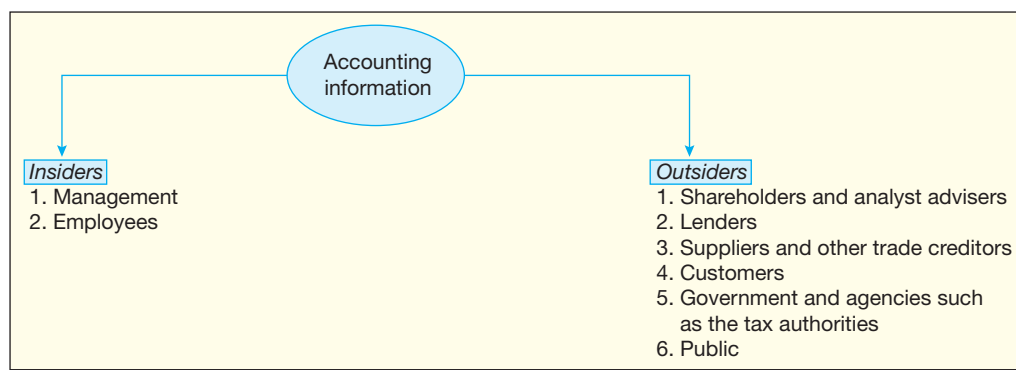 Accounting
information
Insiders
1. Management
2. Employees
Outsiders
1. Shareholders and analyst advisers
2. Lenders
3. Suppliers and other trade creditors
4. Customers
5. Government and agencies such
as the tax authorities
6. Public